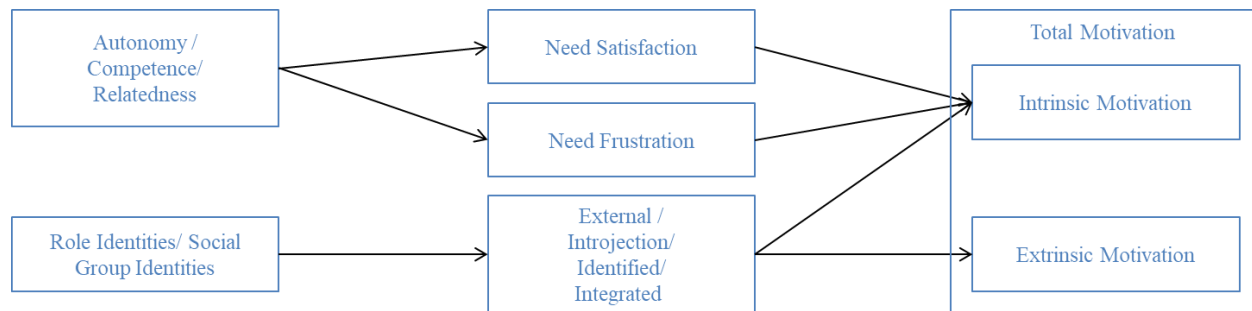 Autonomy /
Competence/
Relatedness
Need Satisfaction
Need Frustration
Total Motivation
Intrinsic Motivation
Role Identities/ Social
Group Identities
External /
Introjection/
Identified/
Integrated
Extrinsic Motivation